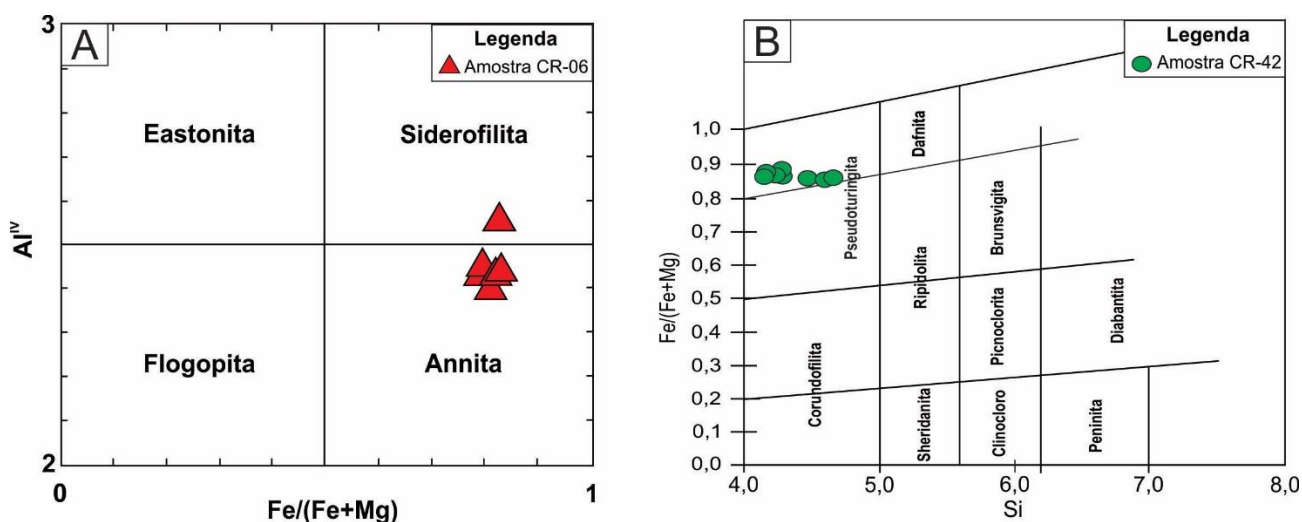 A
Legenda
Amostra CR-06
3
Eastonita
Siderofilita
Al^IV
Flogopita
Annita
2
0
1
Fe/(Fe+Mg)
B
Legenda
Amostra CR-42
1,0
0,9
0,8
0,7
0,6
0,5
0,4
0,3
0,2
0,1
0,0
Fe/(Fe+Mg)
Pseudoturingita
Dafnita
Ripidolita
Brunsvigita
Corundofilita
Sheridanita
Picnoclorita
Clinocloro
Diabantita
Peninita
4,0
5,0
6,0
7,0
8,0
Si